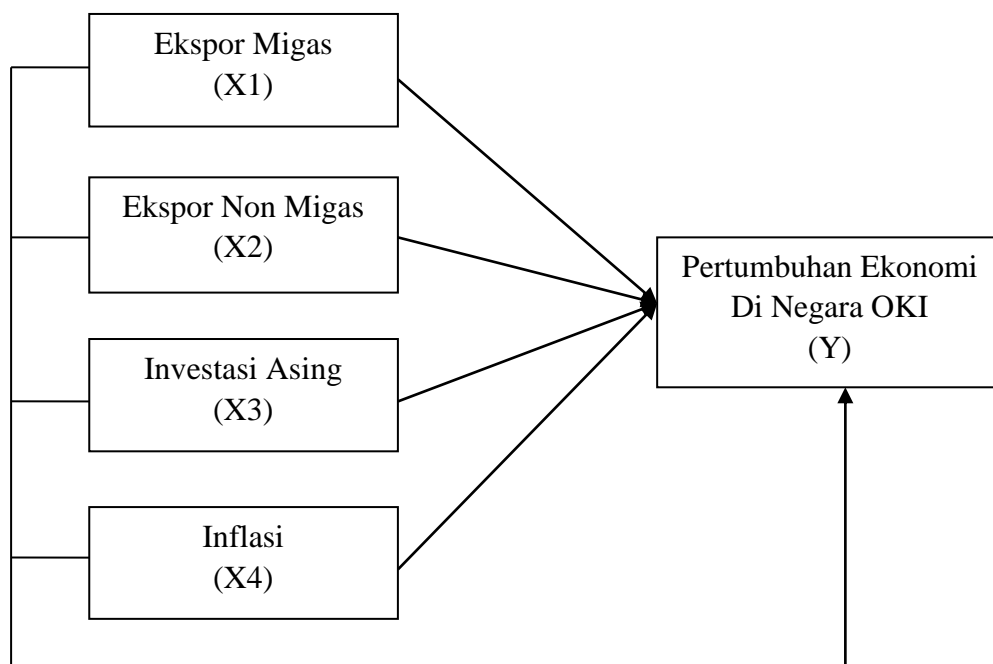 Ekspor Migas
(X1)
Ekspor Non Migas
(X2)
Investasi Asing
(X3)
Inflasi
(X4)
Pertumbuhan Ekonomi
Di Negara OKI
(Y)